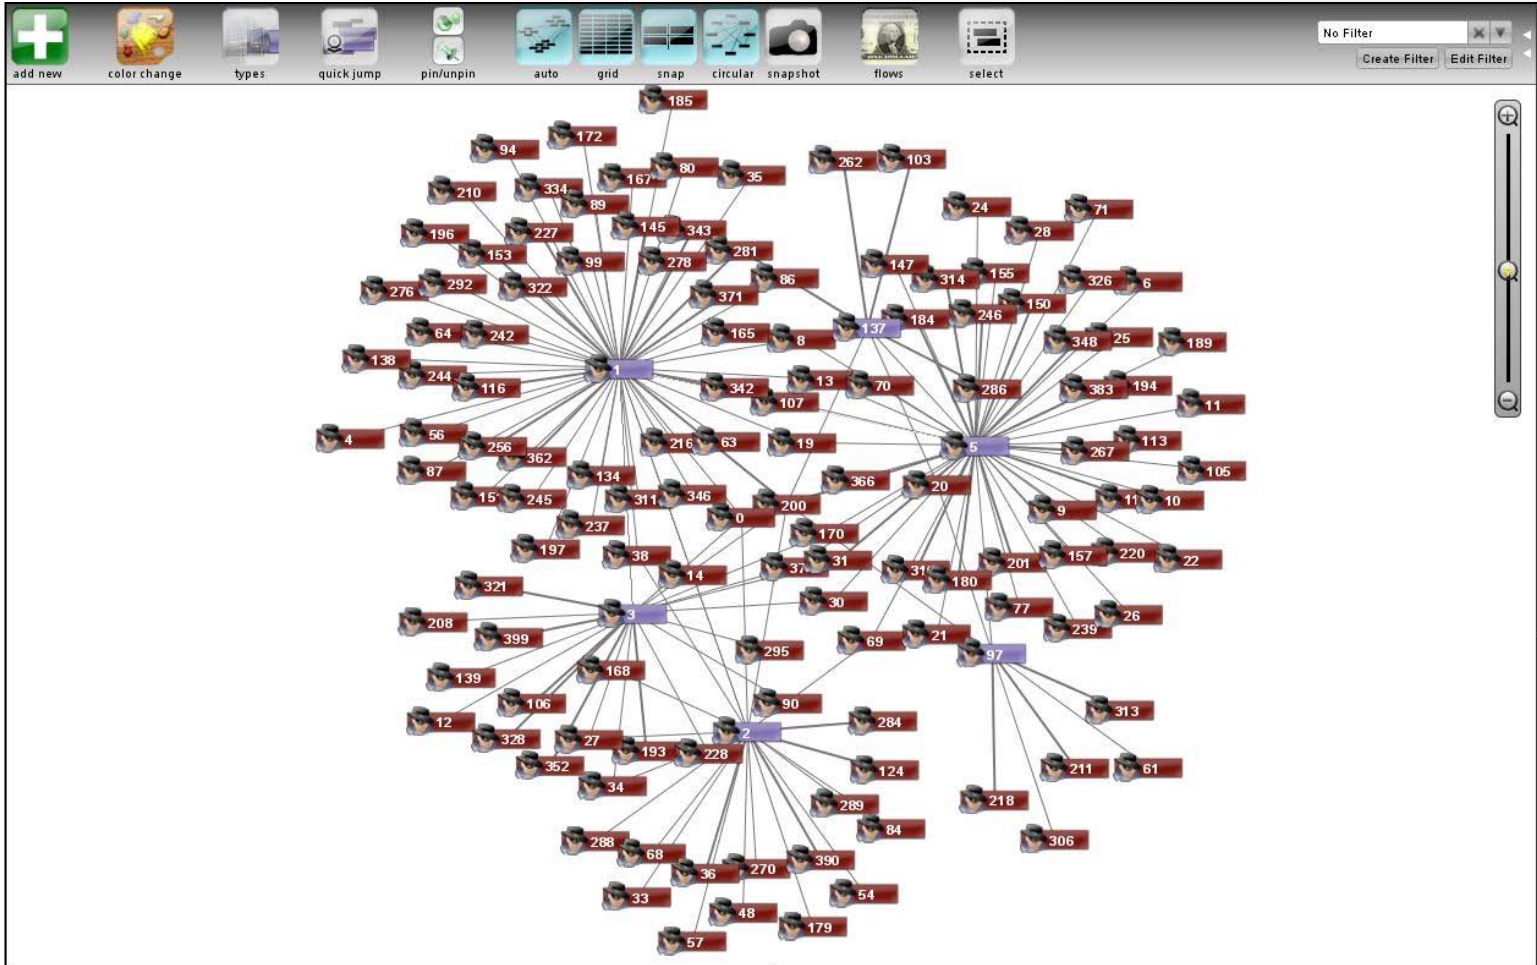 No Filter
add new color change types quick jump pin/unpin auto grid snap circular snapshot flows select Create Filter Edit Filter
185
172
94
262 103
167 80 35
210 334
89
24 71
196 227 145 343 28
153 99 278 281
147
276 292 322 371 86 314 155 326 6
150
64 242 165 8 137 184 246
348 25 189
138 1
244 116 342 13 70 286 383 194
107 11
4 56 216 63 19 5 113
256 362 267
87 134 366 105
245 311 346 200 20 9 11 10
0
197 237 170
38 31 201 157 220 22
321 14 180
208 3 30 77 26
399 69 21 239
295 97
139 168
106 90 313
12 284
328 27 193 228 2
352 124 211 61
34
289 218
288 84 306
68
36 270 390
33 54
48 179
57